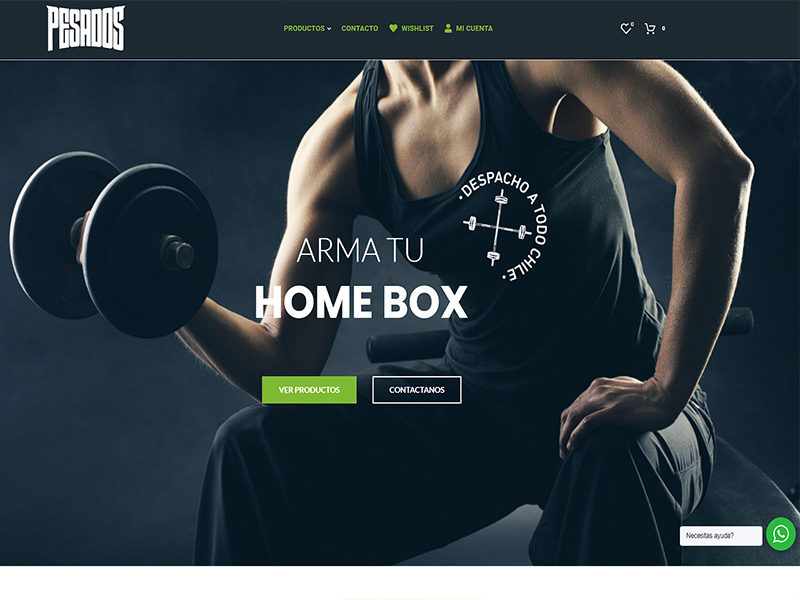 PESADOS
PRODUCTOS CONTACTO WISHLIST MI CUENTA 0 0
DESPACHO A TODO CHILE
ARMA TU
HOME BOX
VER PRODUCTOS CONTACTANOS
Necesitas ayuda?